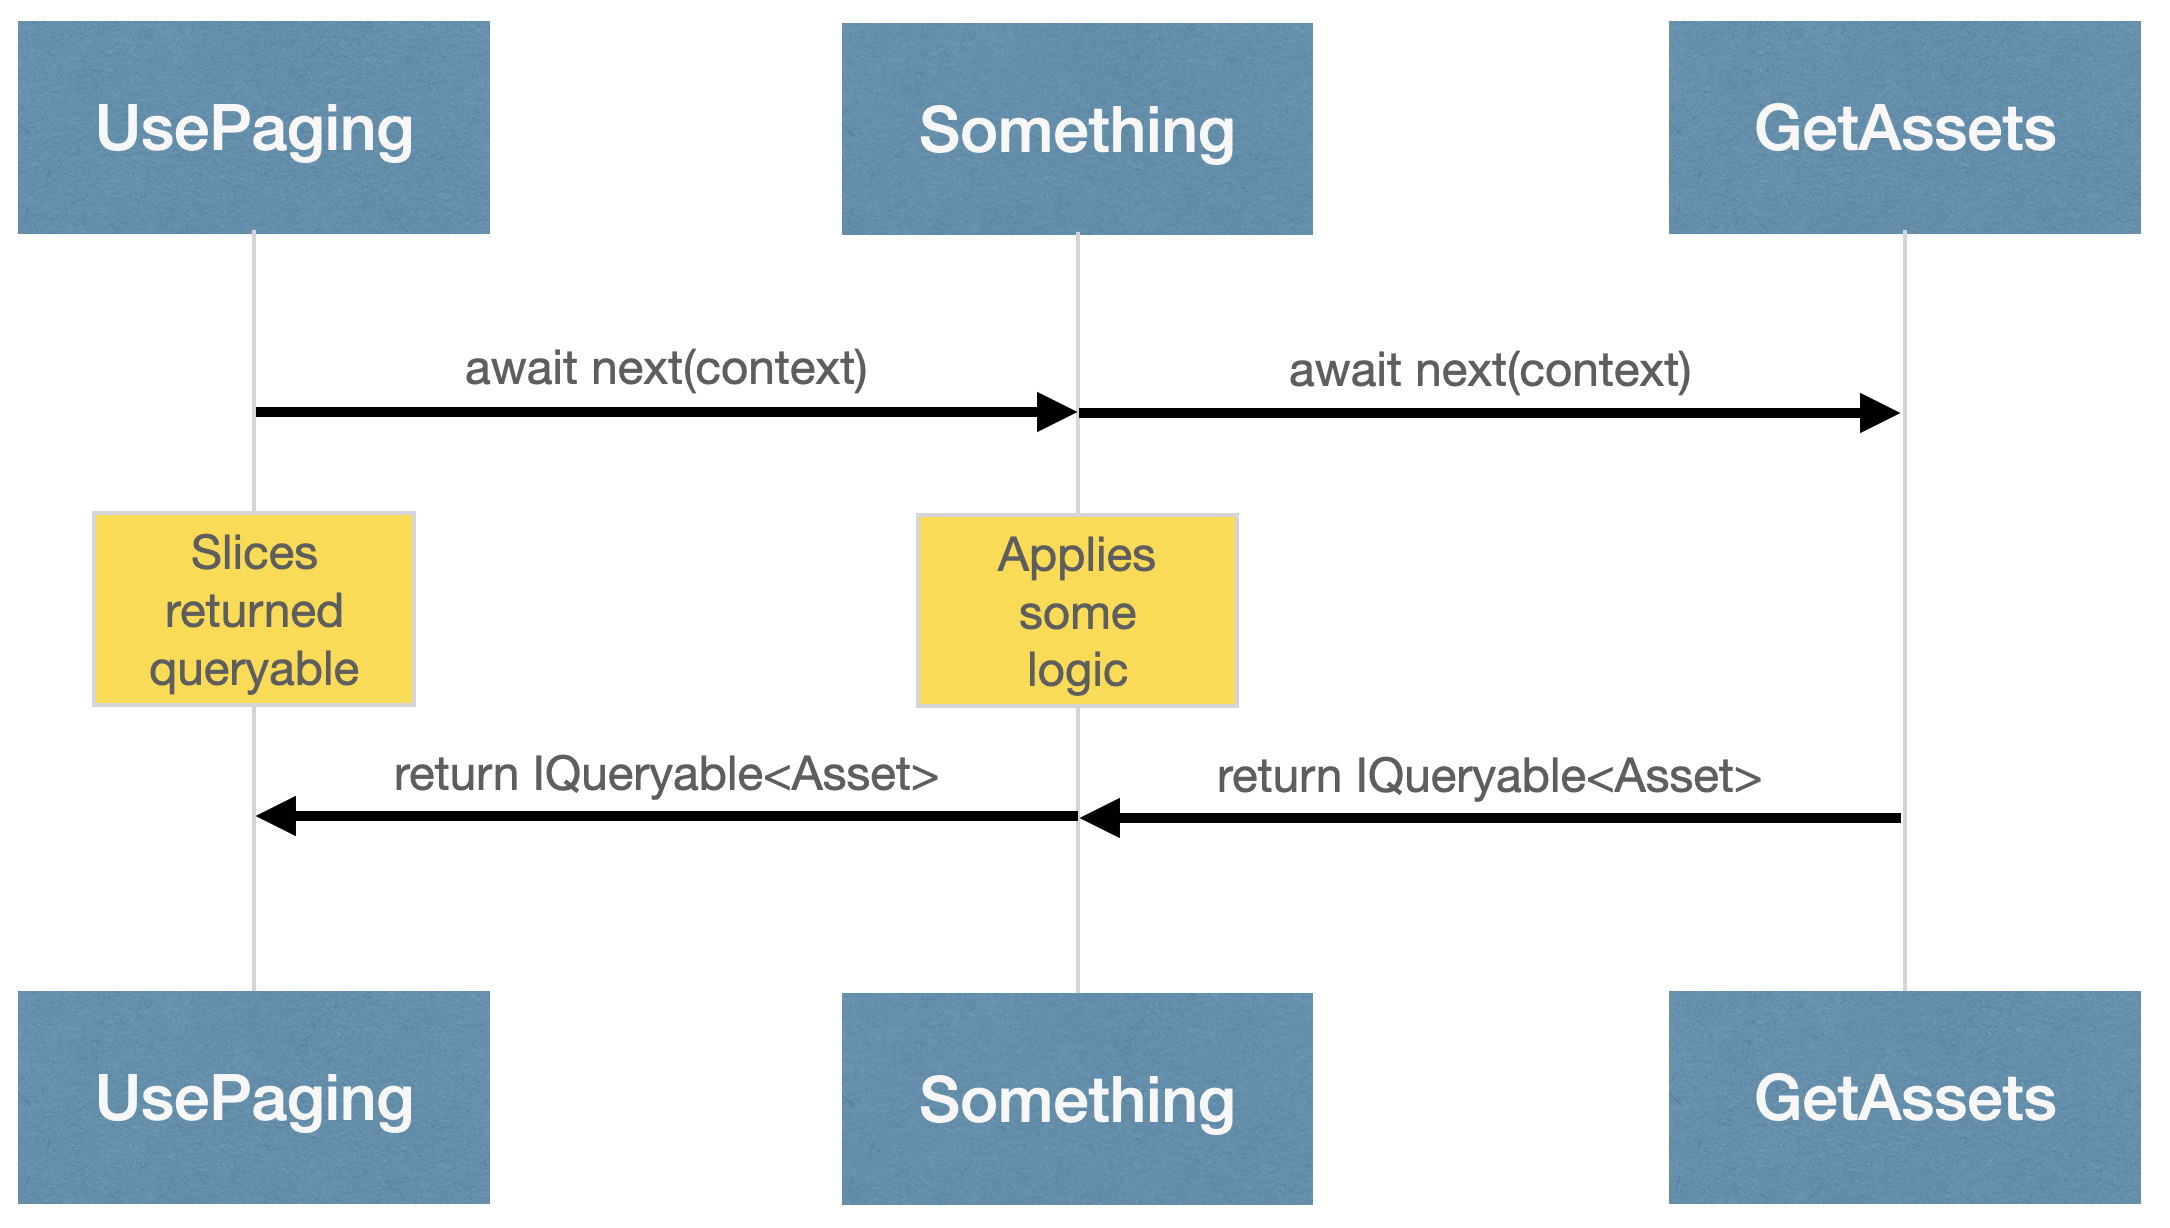 UsePaging
Something
GetAssets
await next(context)
await next(context)
Slices
returned
queryable
Applies
some
logic
return IQueryable<Asset>
return IQueryable<Asset>
UsePaging
Something
GetAssets